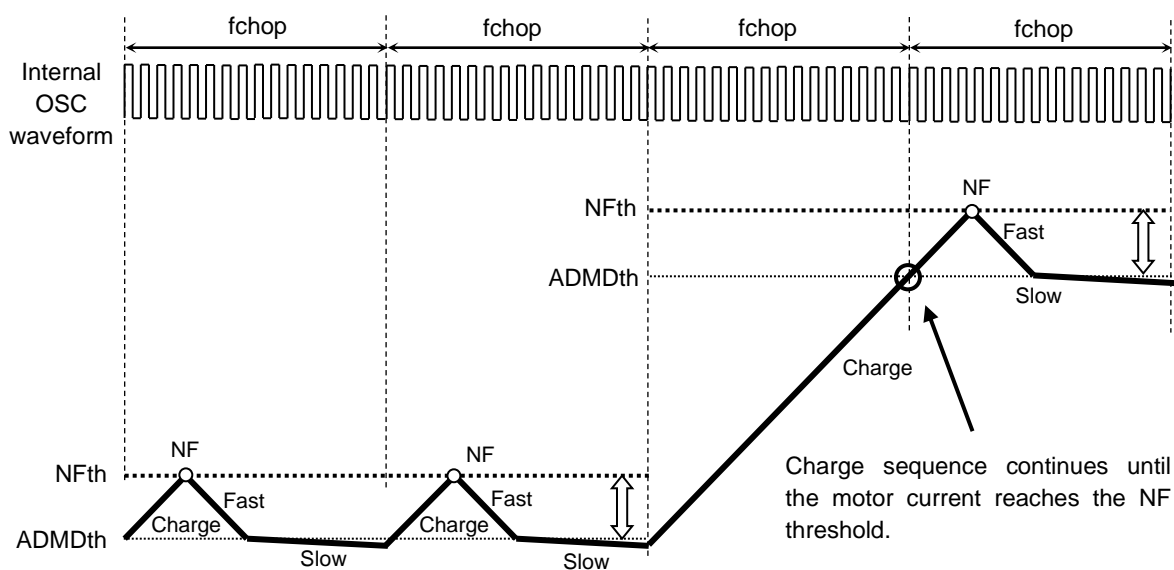 fchop fchop fchop fchop
Internal
OSC
waveform
NF
NFth
Fast
ADMDth
Slow
Charge
NF NF
NFth
Fast Fast
Charge Charge
ADMDth
Slow Slow
Charge sequence continues until
the motor current reaches the NF
threshold.